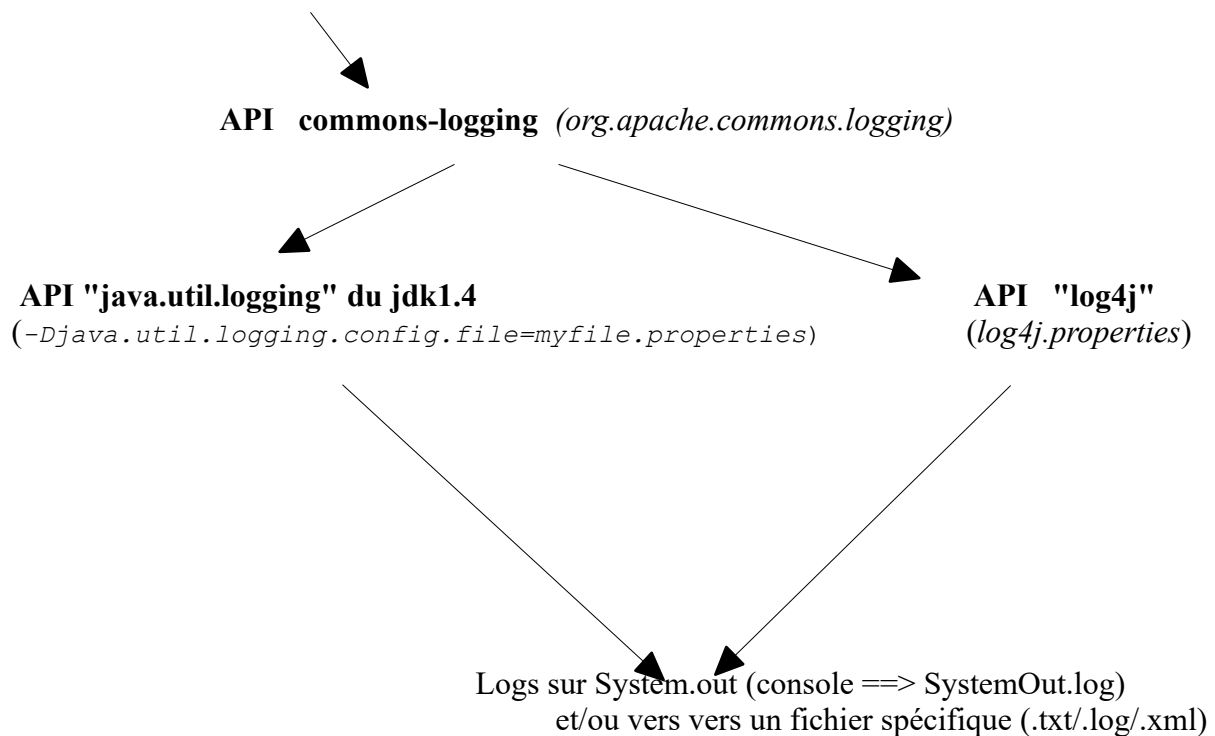 API commons-logging (org.apache.commons.logging)
API "java.util.logging" du jdk1.4
(-Djava.util.logging.config.file=myfile.properties)
API "log4j"
(log4j.properties)
Logs sur System.out (console ==> SystemOut.log)
et/ou vers vers un fichier spécifique (.txt/.log/.xml)